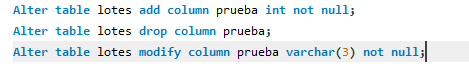 Alter table lotes add column prueba int not null;
Alter table lotes drop column prueba;
Alter table lotes modify column prueba varchar(3) not null;